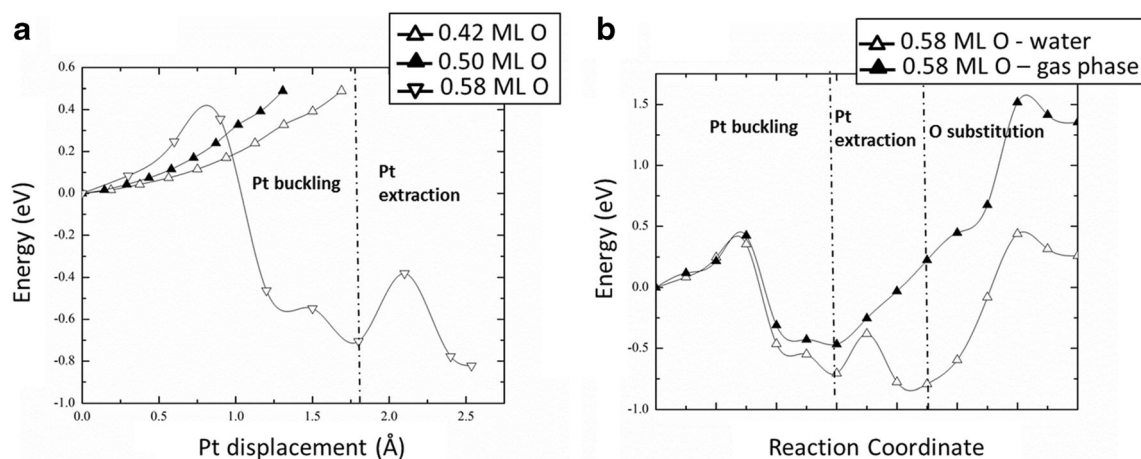 a
0.42 ML O
0.50 ML O
0.58 ML O
0.6
0.4
0.2
0.0
-0.4
-0.6
-0.8
-1.0
Energy (eV)
Pt buckling
Pt
extraction
0.0
0.5
1.0
1.5
2.0
2.5
Pt displacement (Å)
b
0.58 ML O - water
0.58 ML O – gas phase
1.5
1.0
0.5
0.0
-0.5
-1.0
Energy (eV)
Pt buckling
Pt
extraction
O substitution
Reaction Coordinate